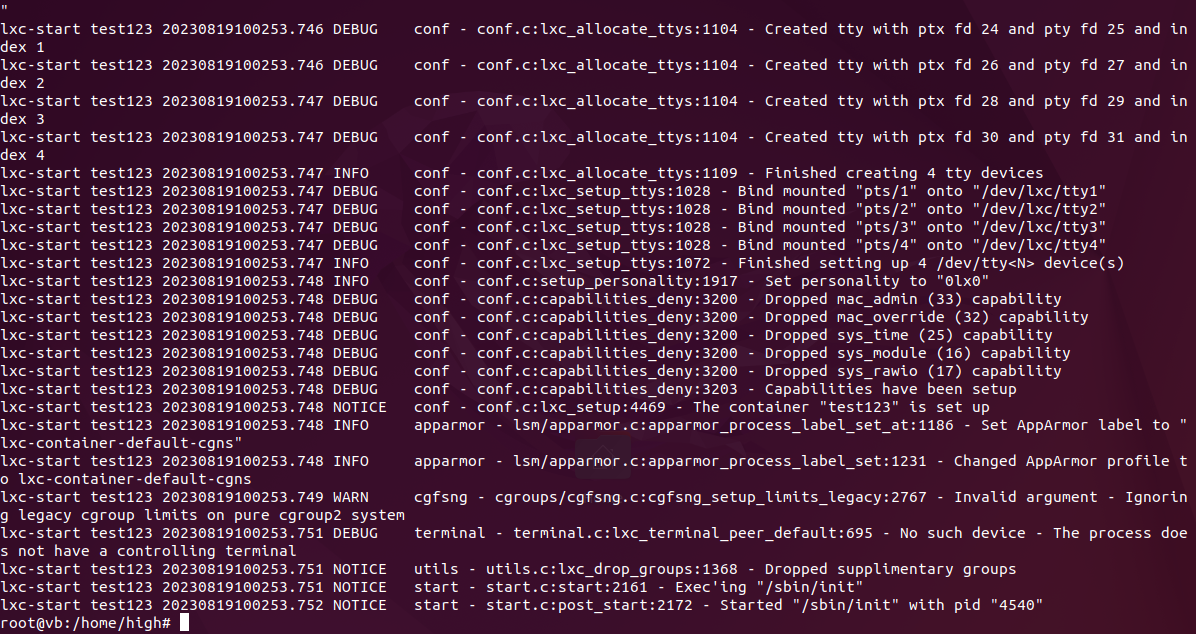 "
lxc-start test123 20230819100253.746 DEBUG    conf - conf.c:lxc_allocate_ttys:1104 - Created tty with ptx fd 24 and pty fd 25 and in
dex 1
lxc-start test123 20230819100253.746 DEBUG    conf - conf.c:lxc_allocate_ttys:1104 - Created tty with ptx fd 26 and pty fd 27 and in
dex 2
lxc-start test123 20230819100253.747 DEBUG    conf - conf.c:lxc_allocate_ttys:1104 - Created tty with ptx fd 28 and pty fd 29 and in
dex 3
lxc-start test123 20230819100253.747 DEBUG    conf - conf.c:lxc_allocate_ttys:1104 - Created tty with ptx fd 30 and pty fd 31 and in
dex 4
lxc-start test123 20230819100253.747 INFO     conf - conf.c:lxc_allocate_ttys:1109 - Finished creating 4 tty devices
lxc-start test123 20230819100253.747 DEBUG    conf - conf.c:lxc_setup_ttys:1028 - Bind mounted "pts/1" onto "/dev/lxc/tty1"
lxc-start test123 20230819100253.747 DEBUG    conf - conf.c:lxc_setup_ttys:1028 - Bind mounted "pts/2" onto "/dev/lxc/tty2"
lxc-start test123 20230819100253.747 DEBUG    conf - conf.c:lxc_setup_ttys:1028 - Bind mounted "pts/3" onto "/dev/lxc/tty3"
lxc-start test123 20230819100253.747 DEBUG    conf - conf.c:lxc_setup_ttys:1028 - Bind mounted "pts/4" onto "/dev/lxc/tty4"
lxc-start test123 20230819100253.747 INFO     conf - conf.c:lxc_setup_ttys:1072 - Finished setting up 4 /dev/tty<N> device(s)
lxc-start test123 20230819100253.748 INFO     conf - conf.c:setup_personality:1917 - Set personality to "0lx0"
lxc-start test123 20230819100253.748 DEBUG    conf - conf.c:capabilities_deny:3200 - Dropped mac_admin (33) capability
lxc-start test123 20230819100253.748 DEBUG    conf - conf.c:capabilities_deny:3200 - Dropped mac_override (32) capability
lxc-start test123 20230819100253.748 DEBUG    conf - conf.c:capabilities_deny:3200 - Dropped sys_time (25) capability
lxc-start test123 20230819100253.748 DEBUG    conf - conf.c:capabilities_deny:3200 - Dropped sys_module (16) capability
lxc-start test123 20230819100253.748 DEBUG    conf - conf.c:capabilities_deny:3200 - Dropped sys_rawio (17) capability
lxc-start test123 20230819100253.748 DEBUG    conf - conf.c:capabilities_deny:3203 - Capabilities have been setup
lxc-start test123 20230819100253.748 NOTICE   conf - conf.c:lxc_setup:4469 - The container "test123" is set up
lxc-start test123 20230819100253.748 INFO     apparmor - lsm/apparmor.c:apparmor_process_label_set_at:1186 - Set AppArmor label to "
lxc-container-default-cgns"
lxc-start test123 20230819100253.748 INFO     apparmor - lsm/apparmor.c:apparmor_process_label_set:1231 - Changed AppArmor profile t
o lxc-container-default-cgns
lxc-start test123 20230819100253.749 WARN     cgfsng - cgroups/cgfsng.c:cgfsng_setup_limits_legacy:2767 - Invalid argument - Ignorin
g legacy cgroup limits on pure cgroup2 system
lxc-start test123 20230819100253.751 DEBUG    terminal - terminal.c:lxc_terminal_peer_default:695 - No such device - The process doe
s not have a controlling terminal
lxc-start test123 20230819100253.751 NOTICE   utils - utils.c:lxc_drop_groups:1368 - Dropped supplimentary groups
lxc-start test123 20230819100253.751 NOTICE   start - start.c:start:2161 - Exec'ing "/sbin/init"
lxc-start test123 20230819100253.752 NOTICE   start - start.c:post_start:2172 - Started "/sbin/init" with pid "4540"
root@vb:/home/high#